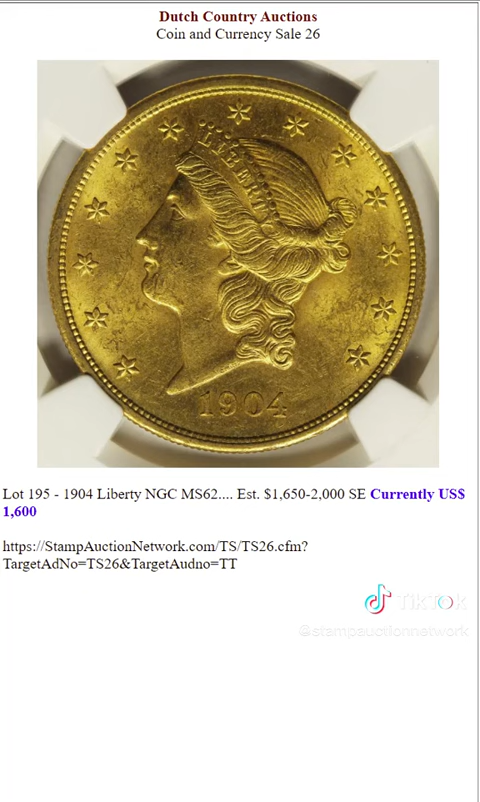 Dutch Country Auctions
Coin and Currency Sale 26
LIBERTY
1904
Lot 195 - 1904 Liberty NGC MS62.... Est. $1,650-2,000 SE Currently US$
1,600
https://StampAuctionNetwork.com/TS/TS26.cfm?
TargetAdNo=TS26&TargetAudno=TT
TikTok
@stampauctionnetwork